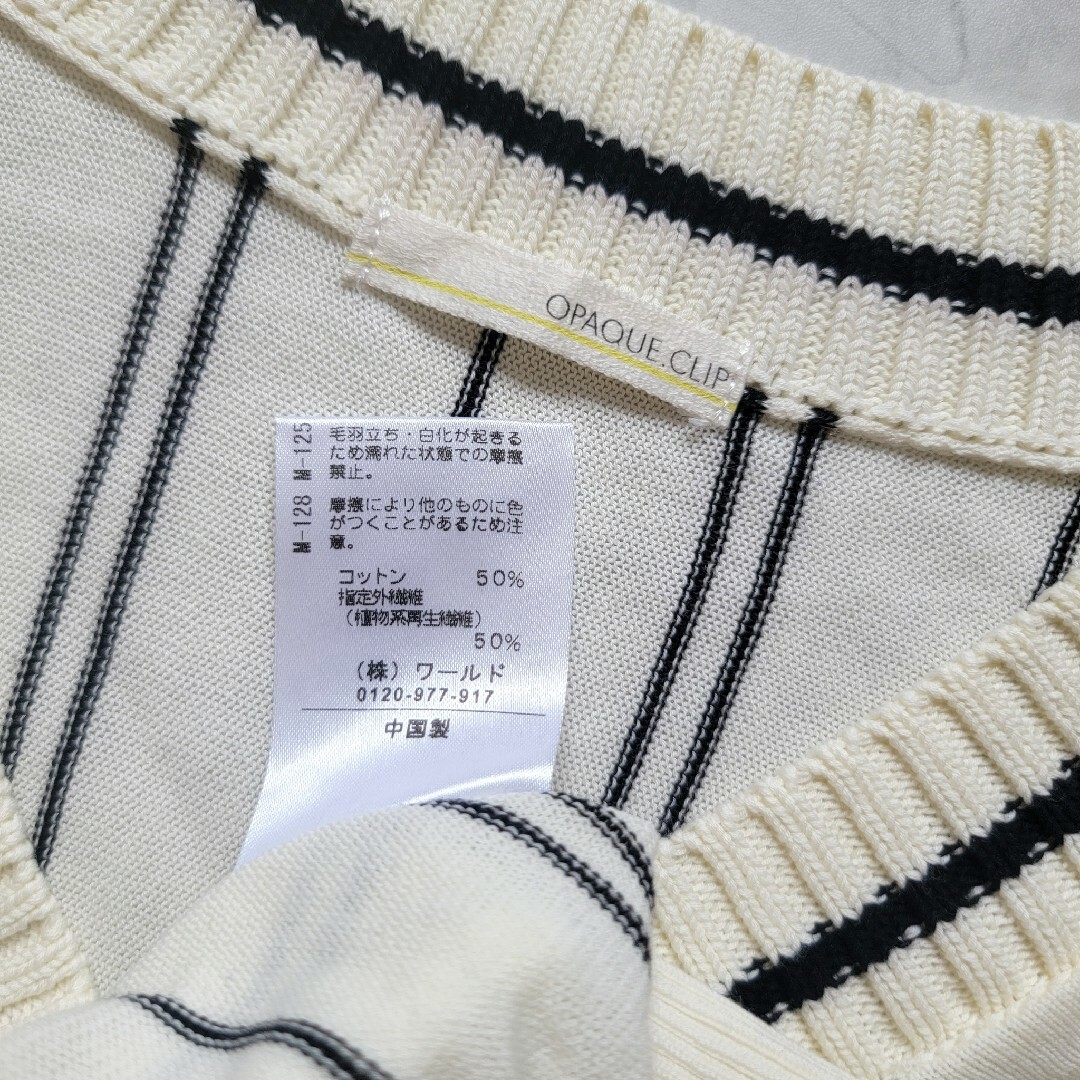 OPAQUE.CLIP
M-125
毛羽立ち・白化が起きる
ため濡れた状態での摩擦
禁止。
M-128
摩擦により他のものに色
がつくことがあるため注
意。
コットン 50%
指定外繊維
(植物系再生繊維)
50%
(株)ワールド
0120-977-917
中国製